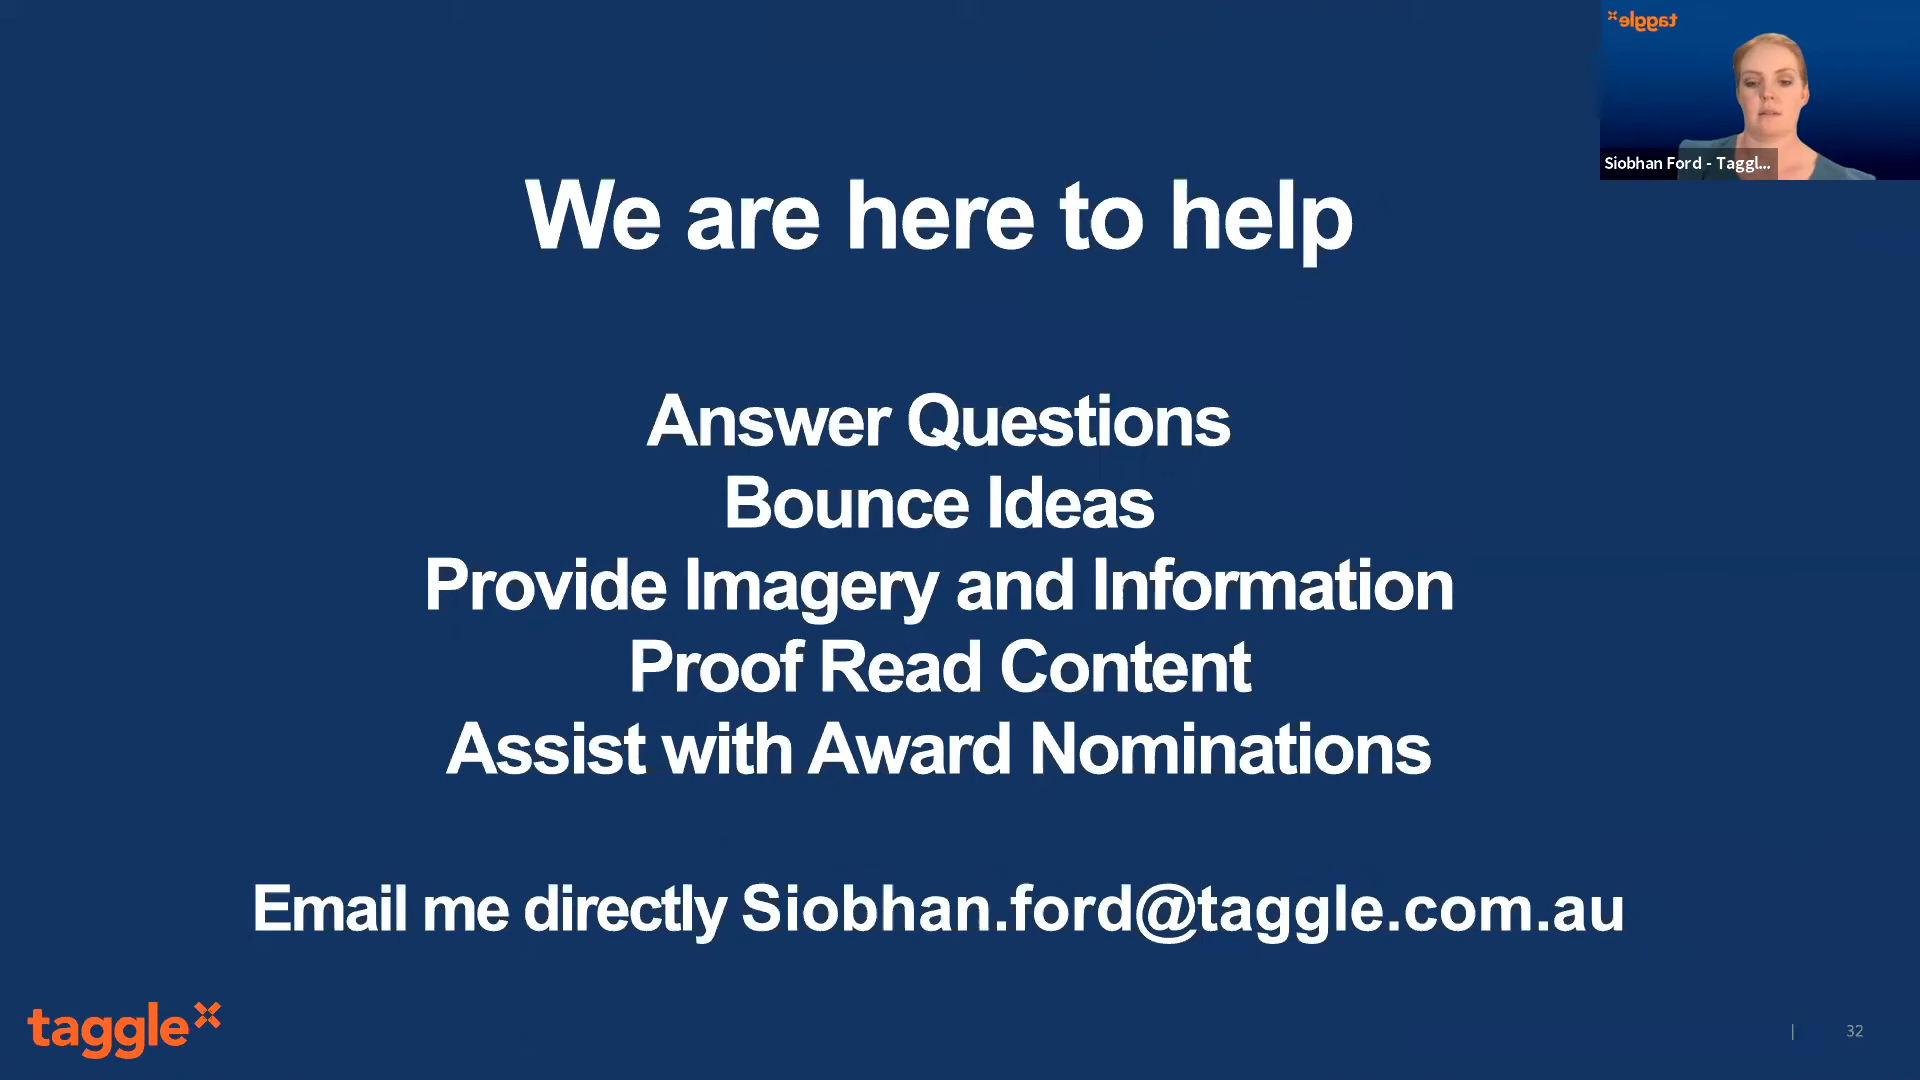 taggle
Siobhan Ford - Taggl...
We are here to help
Answer Questions
Bounce Ideas
Provide Imagery and Information
Proof Read Content
Assist with Award Nominations
Email me directly Siobhan.ford@taggle.com.au
taggle
| 32